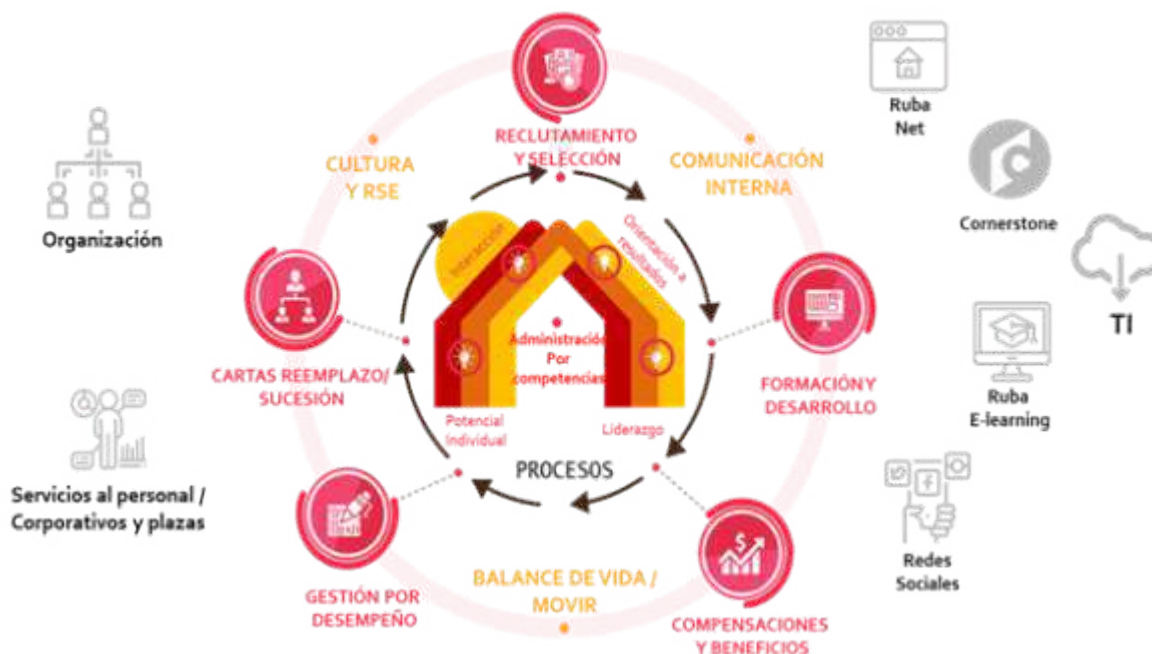 RECLUTAMIENTO
Y SELECCIÓN
CULTURA
Y RSE
COMUNICACIÓN
INTERNA
Ruba
Net
Organización
Cornerstone
TI
Interacción
Orientación a
resultados
Administración
Por
competencias
CARTAS REEMPLAZO/
SUCESIÓN
FORMACIÓN Y
DESARROLLO
Ruba
E-learning
Potencial
Individual
Liderazgo
PROCESOS
Servicios al personal /
Corporativos y plazas
GESTIÓN POR
DESEMPEÑO
BALANCE DE VIDA /
MOVIR
$
COMPENSACIONES
Y BENEFICIOS
Redes
Sociales